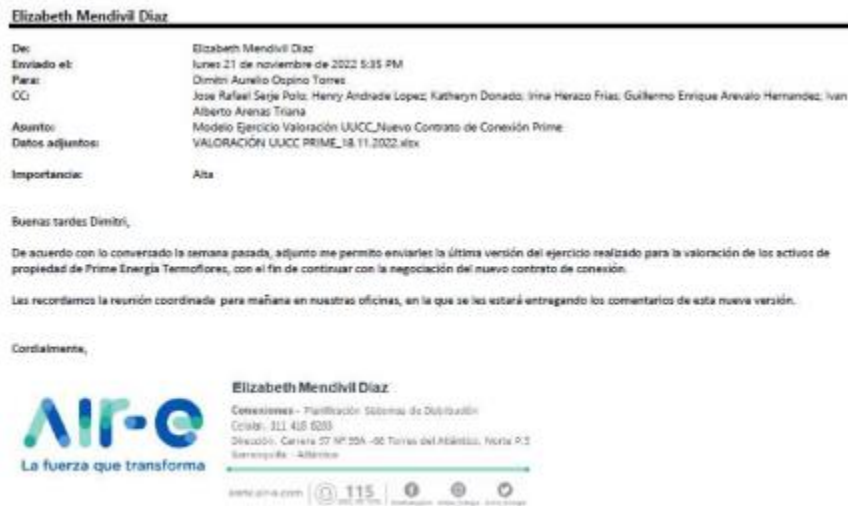 Elizabeth Mendivil Diaz
De: Elizabeth Mendivil Diaz
Enviado el: lunes 21 de noviembre de 2022 5:35 PM
Para: Dimitri Aurelio Ospino Torres
CC: Jose Rafael Serje Polo; Henry Andrade Lopez; Katheryn Donado; Irina Herazo Frias; Guillermo Enrique Arevalo Hernandez; Ivan
Alberto Arenas Triana
Asunto: Modelo Ejercicio Valoración UUCC_Nuevo Contrato de Conexión Prime
Datos adjuntos: VALORACIÓN UUCC PRIME_18.11.2022.xlsx
Importancia: Alta
Buenas tardes Dimitri,
De acuerdo con lo conversado la semana pasada, adjunto me permito enviarles la última versión del ejercicio realizado para la valoración de los activos de
propiedad de Prime Energía Termoflores, con el fin de continuar con la negociación del nuevo contrato de conexión.
Les recordamos la reunión coordinada para mañana en nuestras oficinas, en la que se les estará entregando los comentarios de esta nueva versión.
Cordialmente,
AIr-e
La fuerza que transforma
Elizabeth Mendivil Diaz
Conexiones - Planificación Sistemas de Distribución
Celular: 311 418
Dirección: Carrera 57 Nº 99A -66 Torres del Atlántico, Norte P.5
Barranquilla - Atlántico
www.air-e.com 115